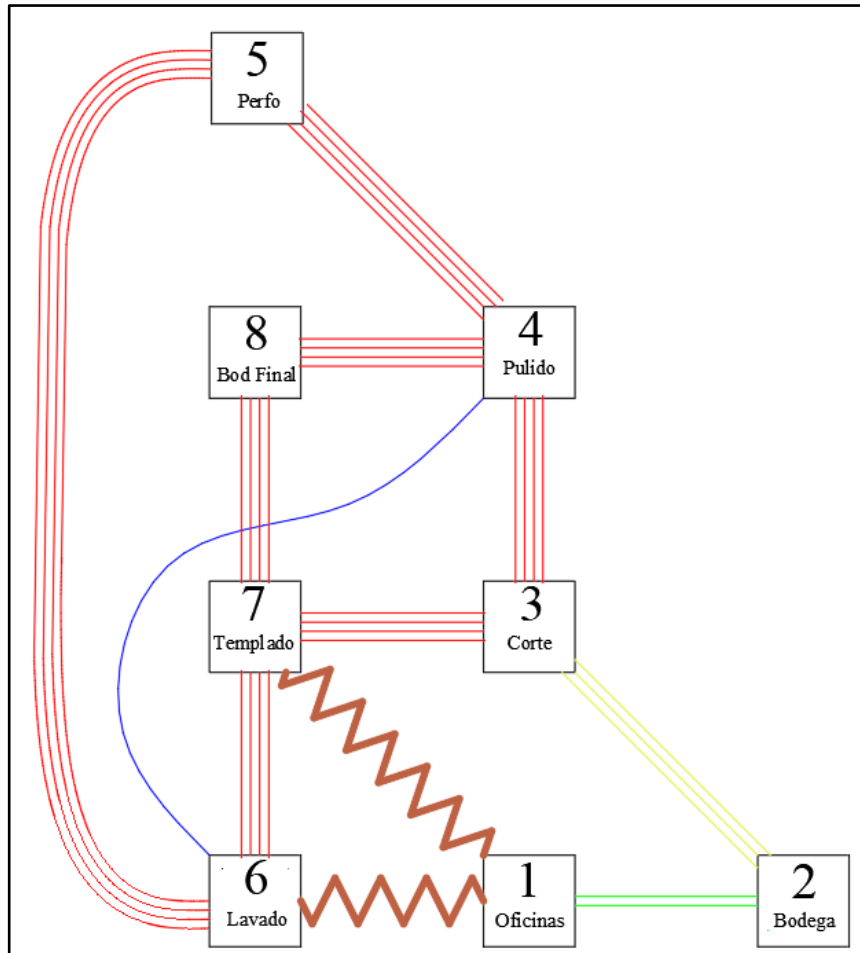 5
Perfo
8
Bod Final
4
Pulido
7
Templado
3
Corte
6
Lavado
1
Oficinas
2
Bodega